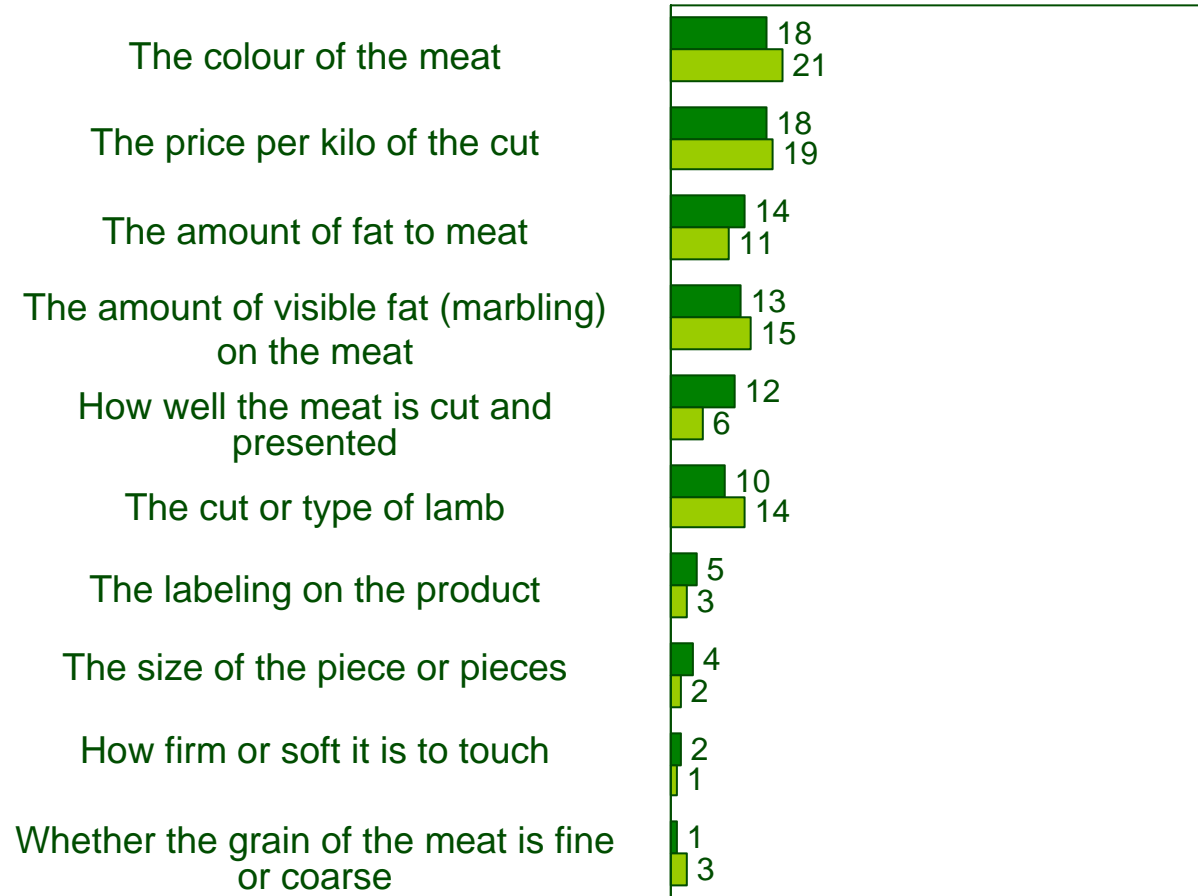 The colour of the meat
18
21
The price per kilo of the cut
18
19
The amount of fat to meat
14
11
The amount of visible fat (marbling)
on the meat
13
15
How well the meat is cut and
presented
12
6
The cut or type of lamb
10
14
The labeling on the product
5
3
The size of the piece or pieces
4
2
How firm or soft it is to touch
2
1
Whether the grain of the meat is fine
or coarse
1
3